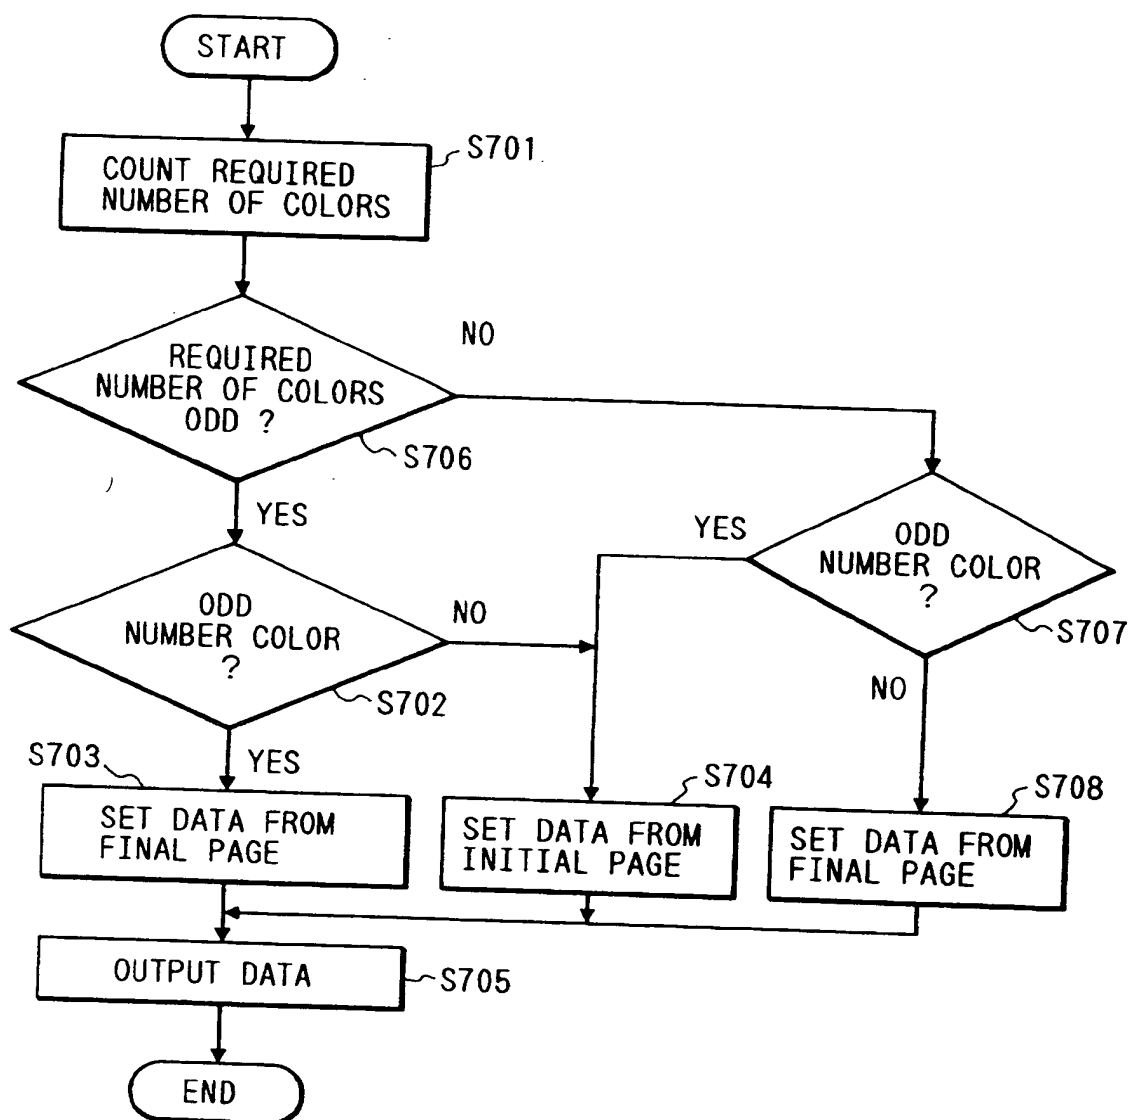 START
S701
COUNT REQUIRED
NUMBER OF COLORS
NO
REQUIRED
NUMBER OF COLORS
ODD ?
S706
YES
YES
ODD
NUMBER COLOR
?
S707
ODD
NUMBER COLOR
?
NO
S702
NO
YES
S703
SET DATA FROM
FINAL PAGE
S704
SET DATA FROM
INITIAL PAGE
S708
SET DATA FROM
FINAL PAGE
OUTPUT DATA
S705
END